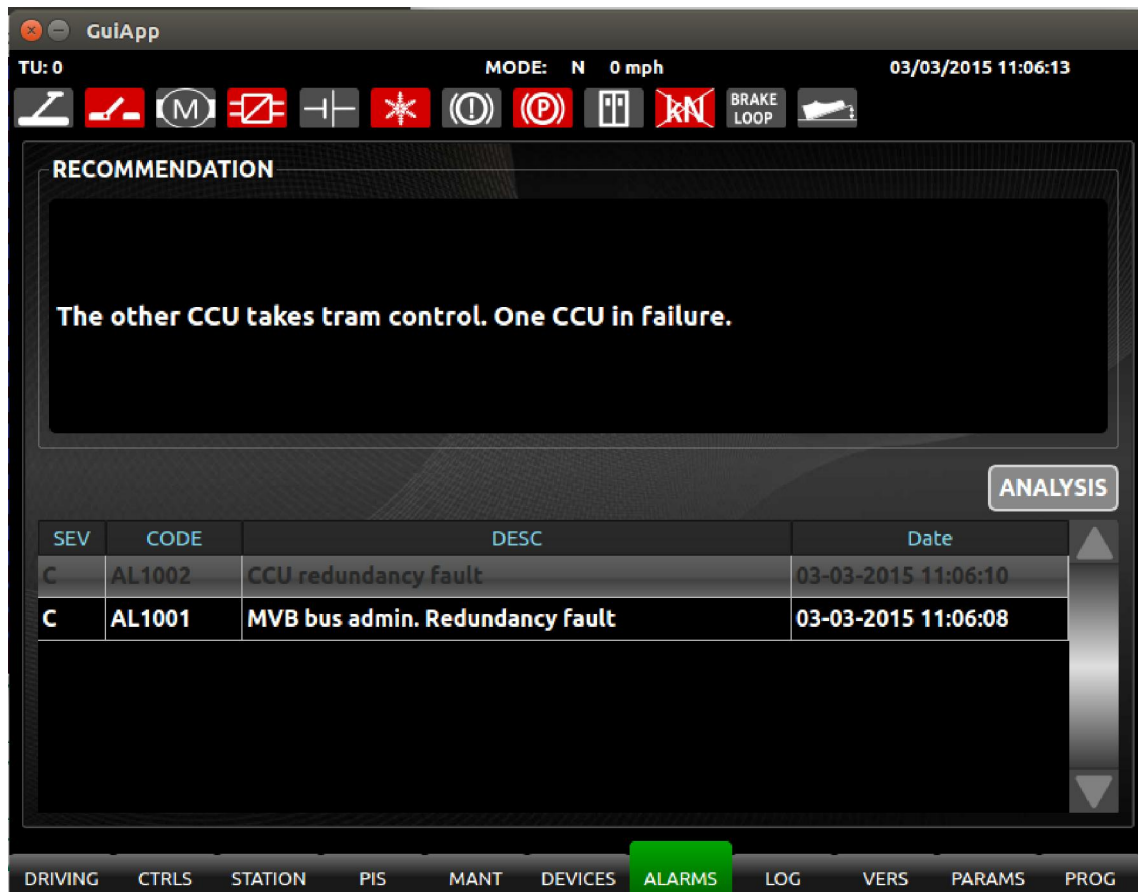 GuiApp
TU: 0 MODE: N 0 mph 03/03/2015 11:06:13
M (!) (P) kN BRAKE LOOP
RECOMMENDATION
The other CCU takes tram control. One CCU in failure.
ANALYSIS
SEV CODE DESC Date
C AL1002 CCU redundancy fault 03-03-2015 11:06:10
C AL1001 MVB bus admin. Redundancy fault 03-03-2015 11:06:08
DRIVING CTRLS STATION PIS MANT DEVICES ALARMS LOG VERS PARAMS PROG